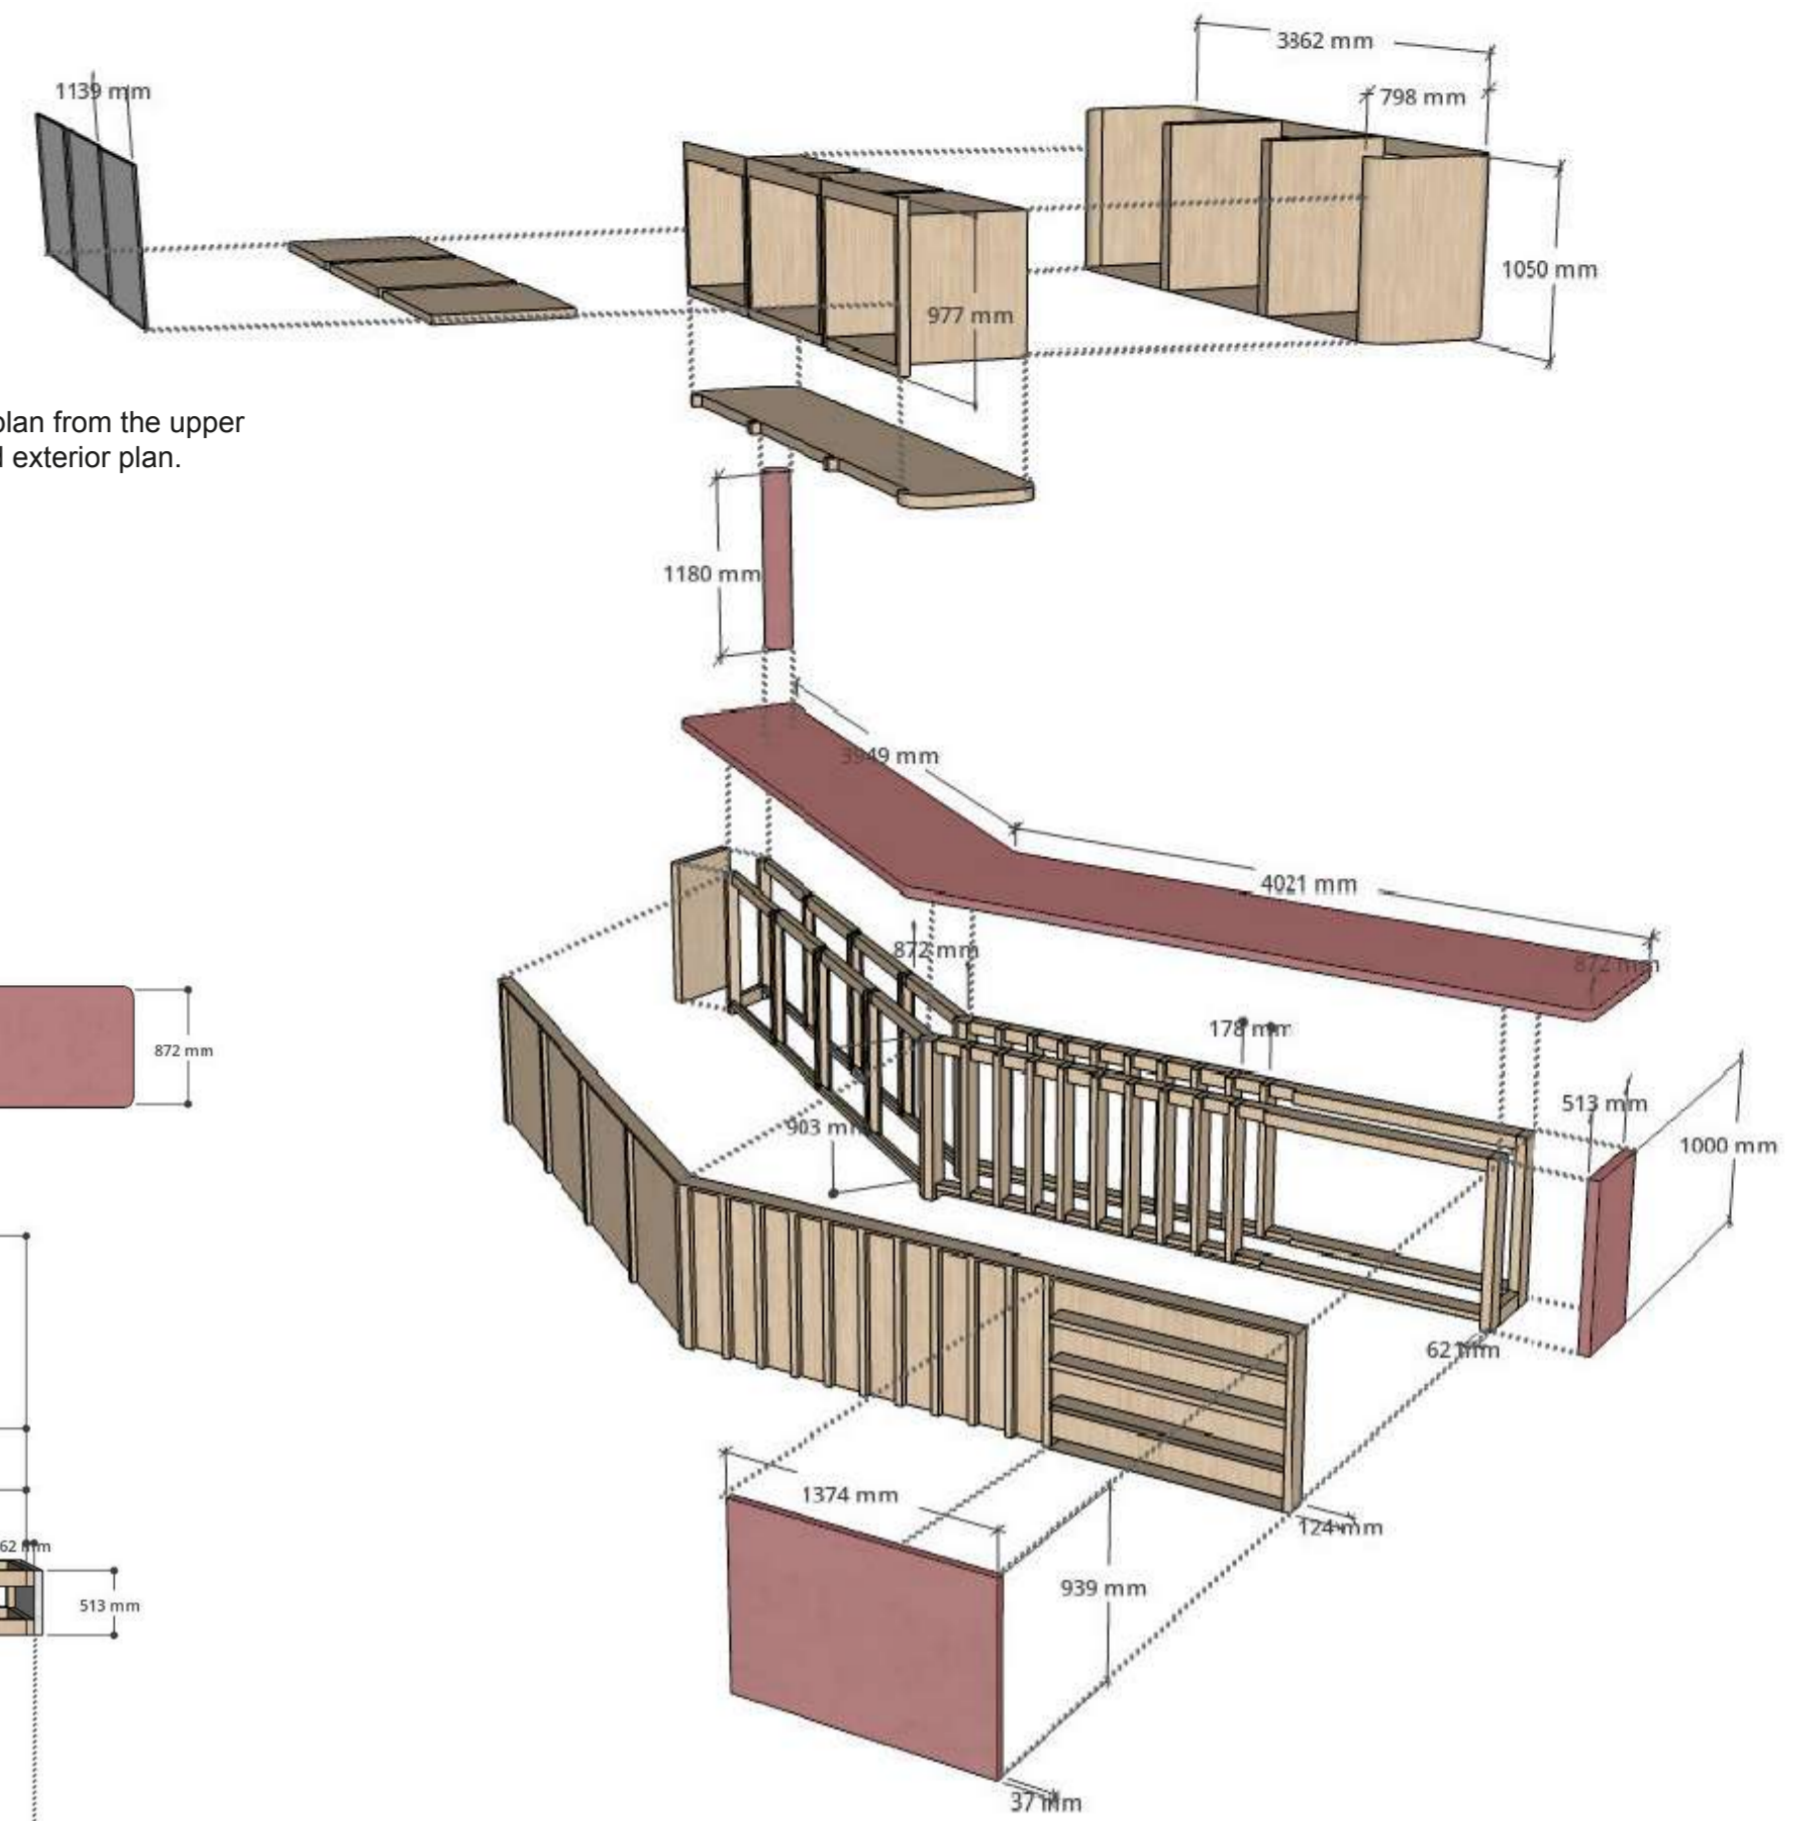 3862 mm
1139 mm
798 mm
1050 mm
977 mm
plan from the upper
exterior plan.
1180 mm
3949 mm
4021 mm
872 mm
872 mm
178 mm
872 mm
513 mm
903 mm
1000 mm
62 mm
1374 mm
124 mm
62 mm
939 mm
513 mm
37 mm